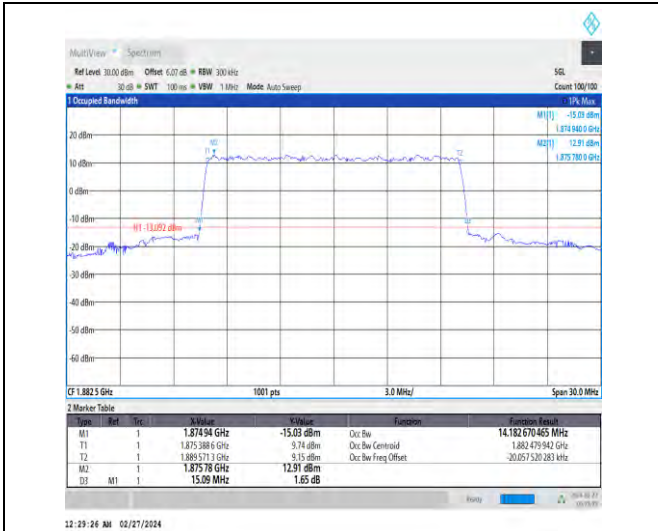 MultiView Spectrum
Ref Level 30.00 dBm Offset 6.07 dB RBW 300 kHz SGL
Att 30 dB SWT 100 ms VBW 1 MHz Mode Auto Sweep Count 100/100
1 Occupied Bandwidth 1Pk Max
M1[1] -15.03 dBm
1.874 940 0 GHz
M2[1] 12.91 dBm
1.875 780 0 GHz
20 dBm
M2
T1 T2
10 dBm
0 dBm
-10 dBm
H1 -13.092 dBm
-20 dBm
-30 dBm
-40 dBm
-50 dBm
-60 dBm
CF 1.882 5 GHz 1001 pts 3.0 MHz/ Span 30.0 MHz
2 Marker Table
Type Ref Trc X-Value Y-Value Function Function Result
M1 1 1.874 94 GHz -15.03 dBm Occ Bw 14.182 670 465 MHz
T1 1 1.875 388 6 GHz 9.74 dBm Occ Bw Centroid 1.882 479 942 GHz
T2 1 1.889 571 3 GHz 9.15 dBm Occ Bw Freq Offset -20.057 520 283 kHz
M2 1 1.875 78 GHz 12.91 dBm
D3 M1 1 15.09 MHz 1.65 dB
Ready
12:29:26 AM 02/27/2024